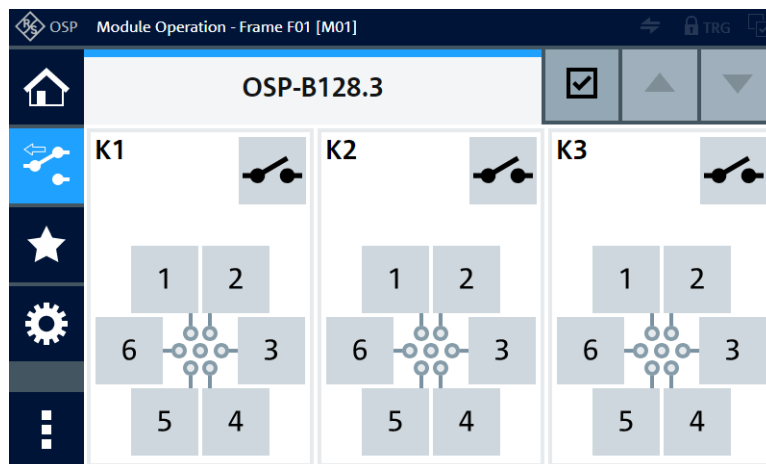 R&S OSP Module Operation - Frame F01 [M01] TRG
OSP-B128.3
K1 K2 K3
1 2 1 2 1 2
6 3 6 3 6 3
5 4 5 4 5 4